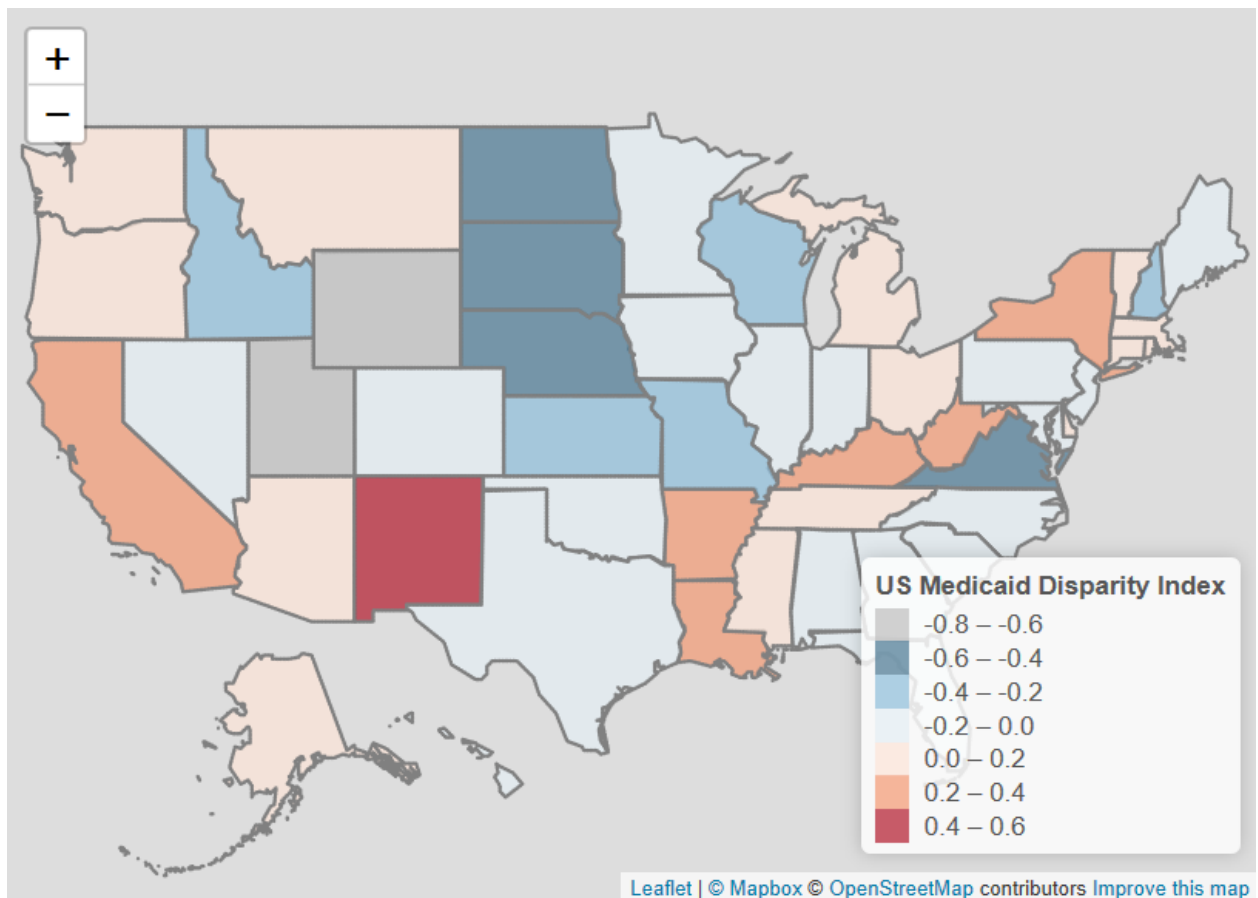 +
−
US Medicaid Disparity Index
-0.8 – -0.6
-0.6 – -0.4
-0.4 – -0.2
-0.2 – 0.0
0.0 – 0.2
0.2 – 0.4
0.4 – 0.6
Leaflet | © Mapbox © OpenStreetMap contributors Improve this map